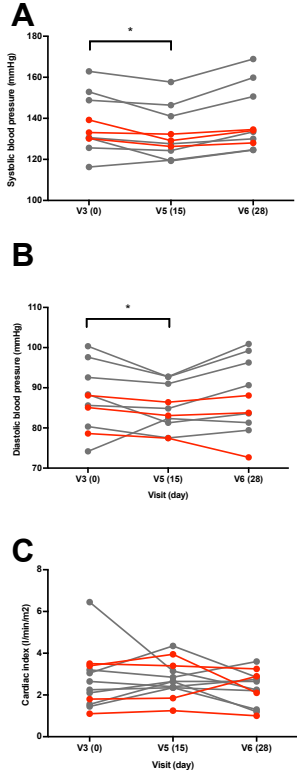 A
*
Systolic blood pressure (mmHg)
180
160
140
120
100
V3 (0) V5 (15) V6 (28)
B
*
Diastolic blood pressure (mmHg)
110
100
90
80
70
V3 (0) V5 (15) V6 (28)
Visit (day)
C
Cardiac index (l/min/m2)
8
6
4
2
0
V3 (0) V5 (15) V6 (28)
Visit (day)